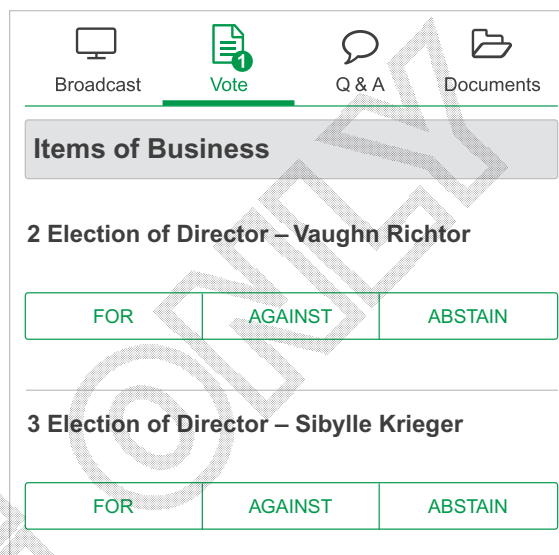 1
Broadcast Vote Q & A Documents
Items of Business
2 Election of Director – Vaughn Richtor
FOR AGAINST ABSTAIN
3 Election of Director – Sibylle Krieger
FOR AGAINST ABSTAIN
ONLY